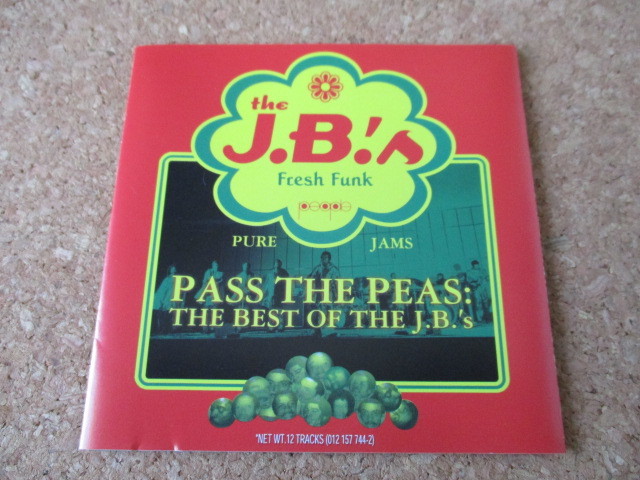 the
J.B.'s
Fresh Funk
people
PURE JAMS
PASS THE PEAS:
THE BEST OF THE J.B.'s
*NET WT. 12 TRACKS (012 157 744-2)